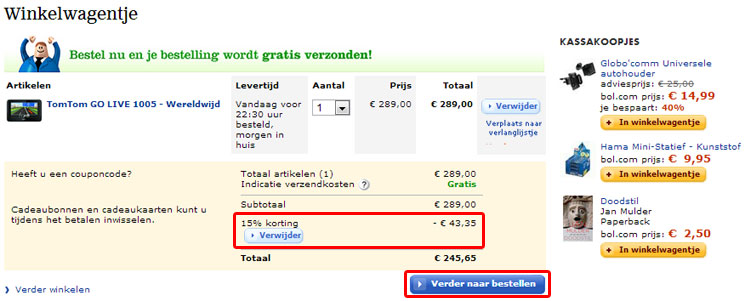 Winkelwagentje
Bestel nu en je bestelling wordt gratis verzonden!
Artikelen Levertijd Aantal Prijs Totaal
TomTom GO LIVE 1005 - Wereldwijd
Vandaag voor
22:30 uur
besteld,
morgen in
huis
1
€ 289,00
€ 289,00
Verwijder
Verplaats naar
verlanglijstje
Heeft u een couponcode?
Cadeaubonnen en cadeaukaarten kunt u
tijdens het betalen inwisselen.
Totaal artikelen (1) € 289,00
Indicatie verzendkosten ? Gratis
Subtotaal € 289,00
15% korting - € 43,35
Verwijder
Totaal € 245,65
Verder winkelen
Verder naar bestellen
KASSAKOOPJES
Globo'comm Universele
autohouder
adviesprijs: € 25,00
bol.com prijs: € 14,99
je bespaart: 40%
In winkelwagentje
Hama Mini-Statief - Kunststof
bol.com prijs: € 9,95
In winkelwagentje
Doodstil
Jan Mulder
Paperback
bol.com prijs: € 2,50
In winkelwagentje